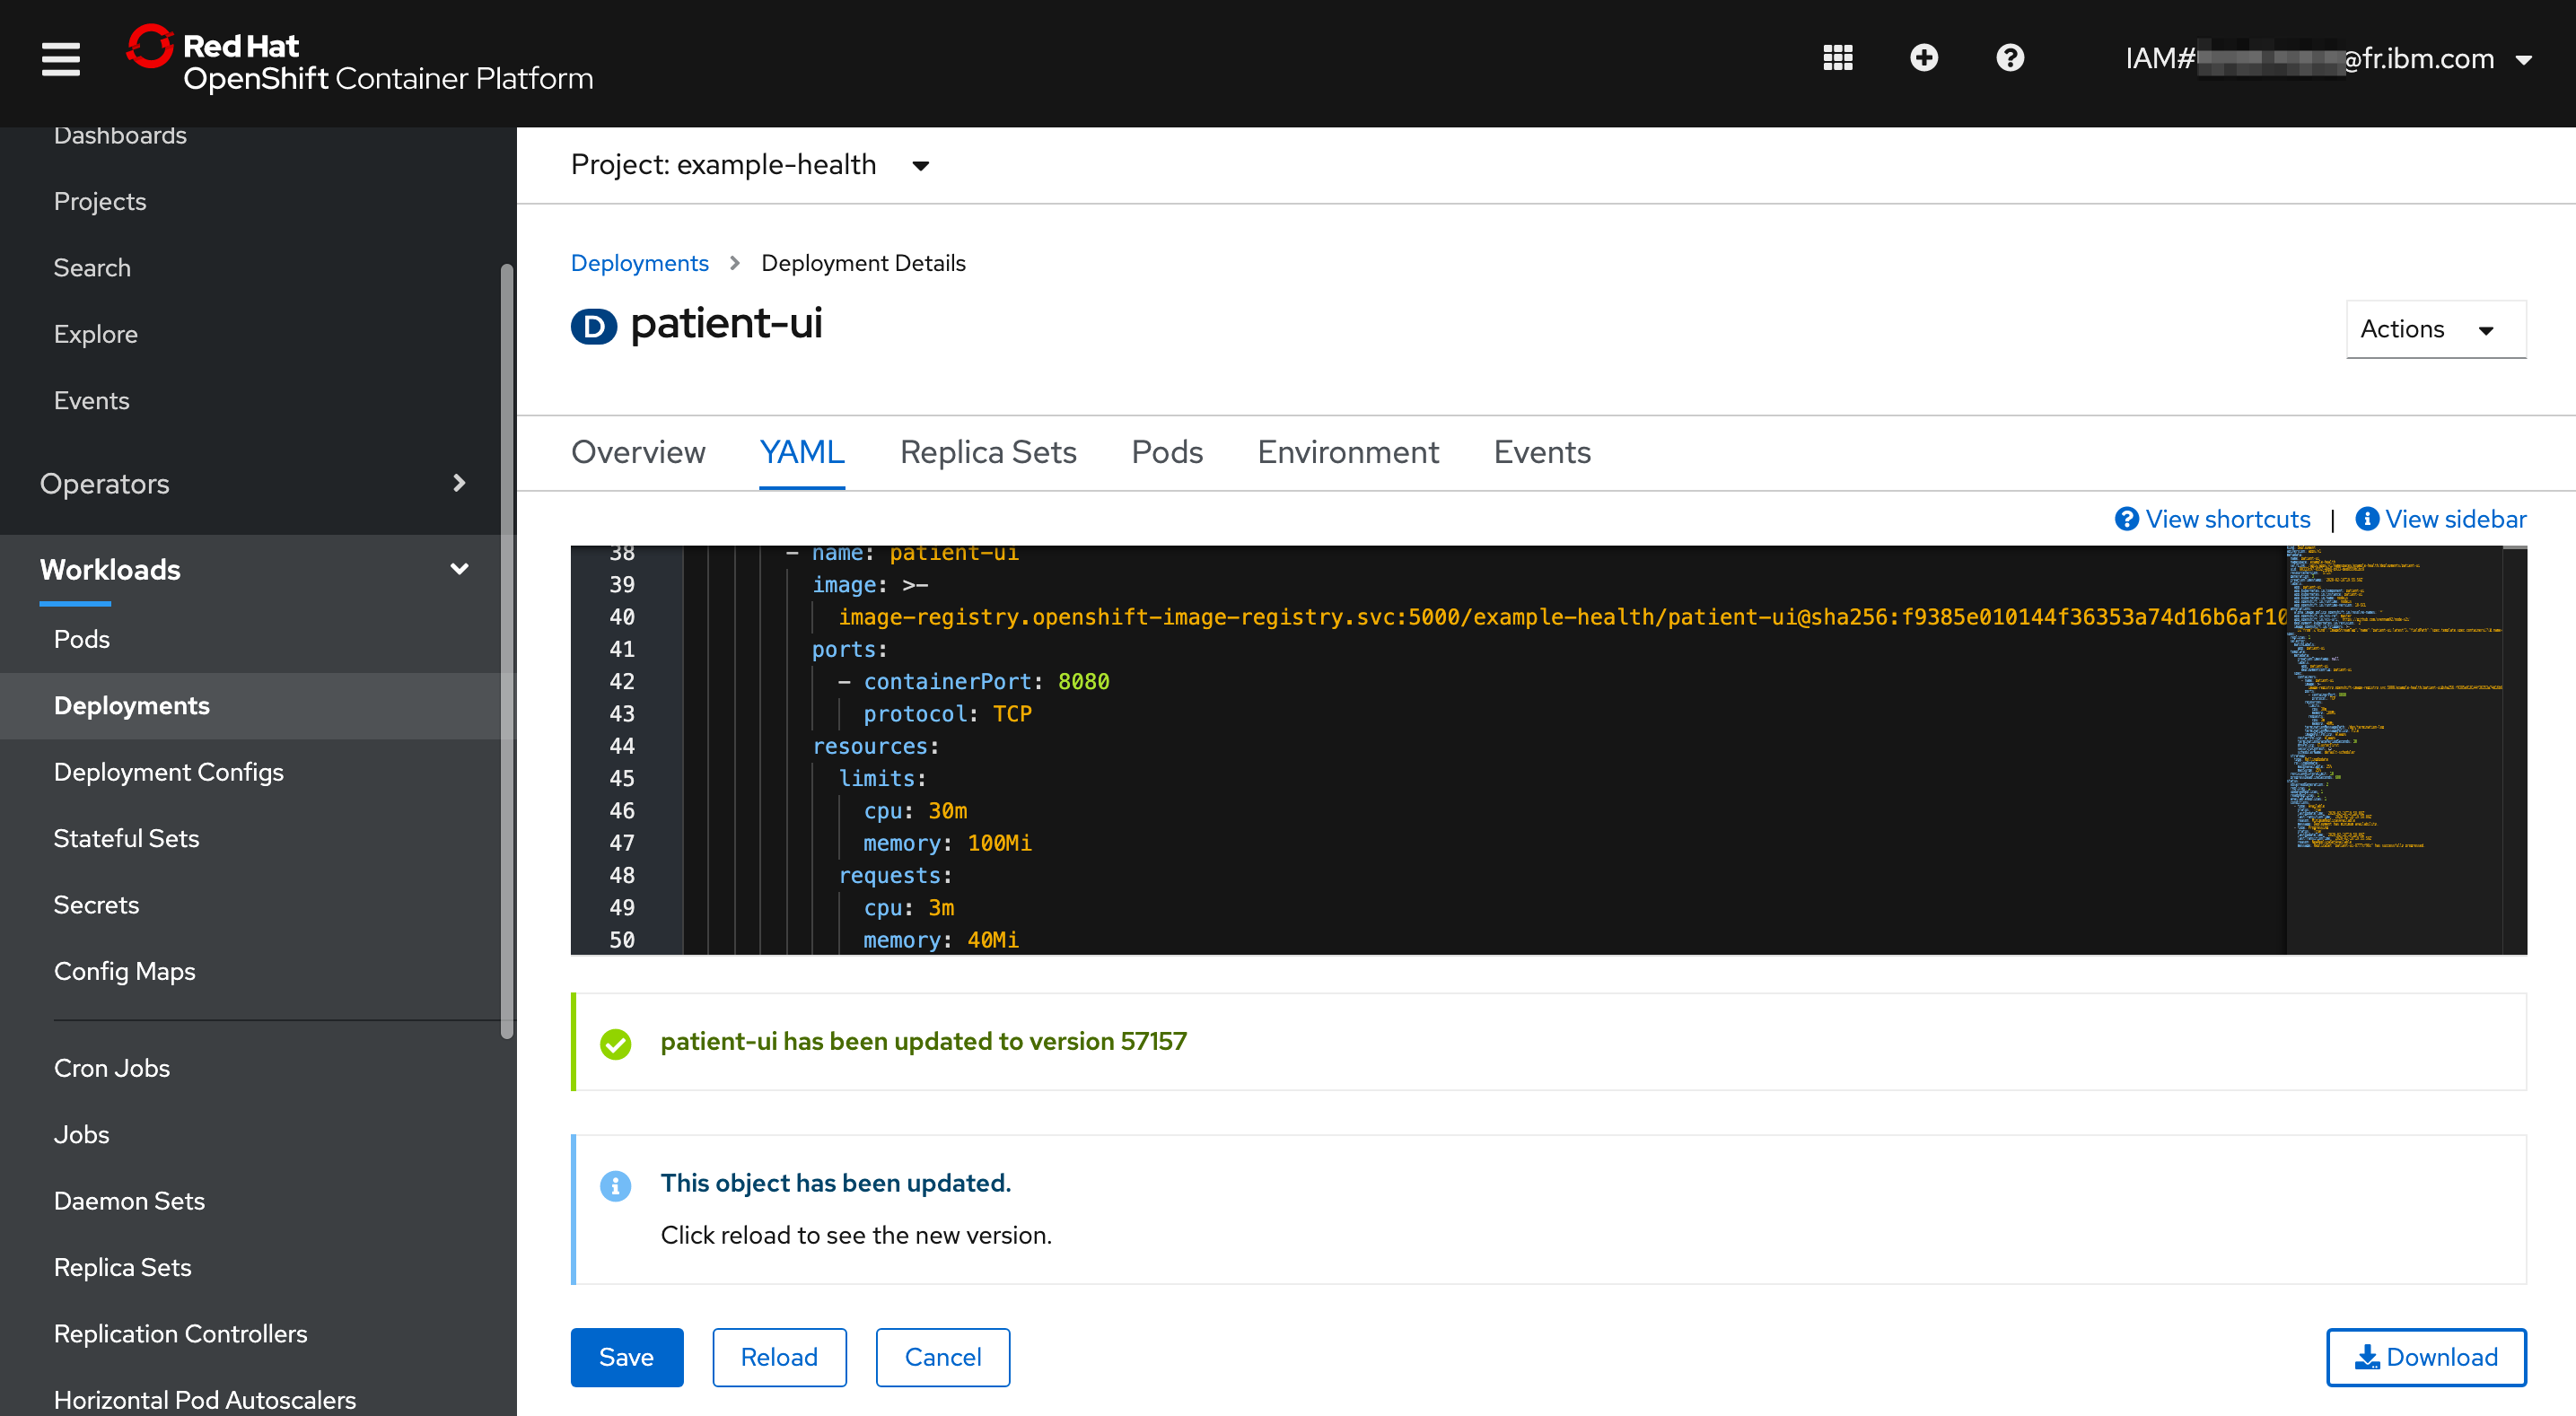 Red Hat
OpenShift Container Platform
IAM#
@fr.ibm.com
Dashboards
Projects
Search
Explore
Events
Operators
Workloads
Pods
Deployments
Deployment Configs
Stateful Sets
Secrets
Config Maps
Cron Jobs
Jobs
Daemon Sets
Replica Sets
Replication Controllers
Horizontal Pod Autoscalers
Project: example-health
Deployments > Deployment Details
D patient-ui
Actions
Overview YAML Replica Sets Pods Environment Events
View shortcuts | View sidebar
38 - name: patient-ui
39 image: >-
40 image-registry.openshift-image-registry.svc:5000/example-health/patient-ui@sha256:f9385e010144f36353a74d16b6af10
41 ports:
42 - containerPort: 8080
43 protocol: TCP
44 resources:
45 limits:
46 cpu: 30m
47 memory: 100Mi
48 requests:
49 cpu: 3m
50 memory: 40Mi
patient-ui has been updated to version 57157
This object has been updated.
Click reload to see the new version.
Save Reload Cancel Download